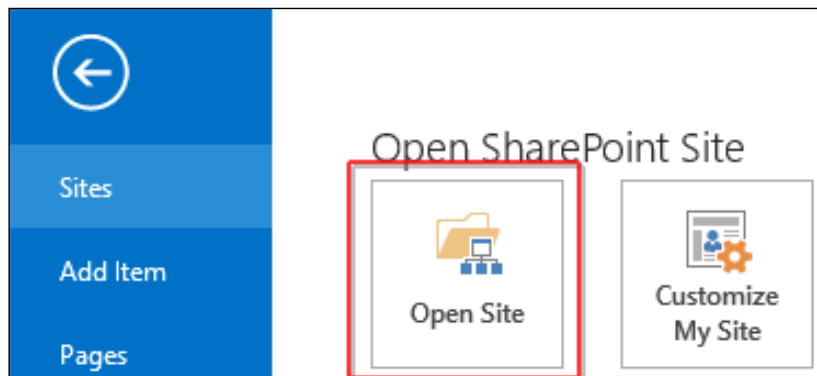 Open SharePoint Site
Sites
Add Item
Pages
Open Site
Customize
My Site